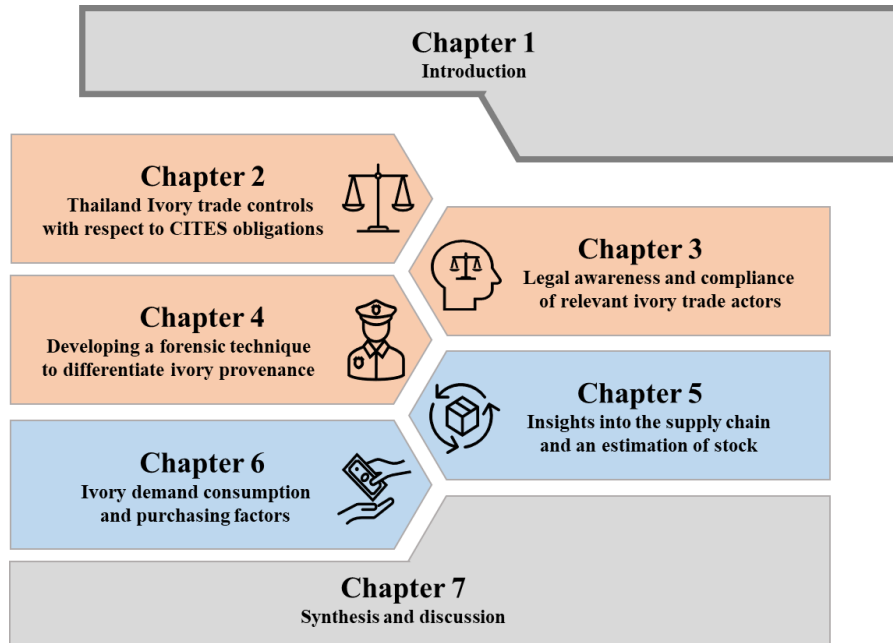 Chapter 1
Introduction
Chapter 2
Thailand Ivory trade controls
with respect to CITES obligations
Chapter 3
Legal awareness and compliance
of relevant ivory trade actors
Chapter 4
Developing a forensic technique
to differentiate ivory provenance
Chapter 5
Insights into the supply chain
and an estimation of stock
Chapter 6
Ivory demand consumption
and purchasing factors
Chapter 7
Synthesis and discussion